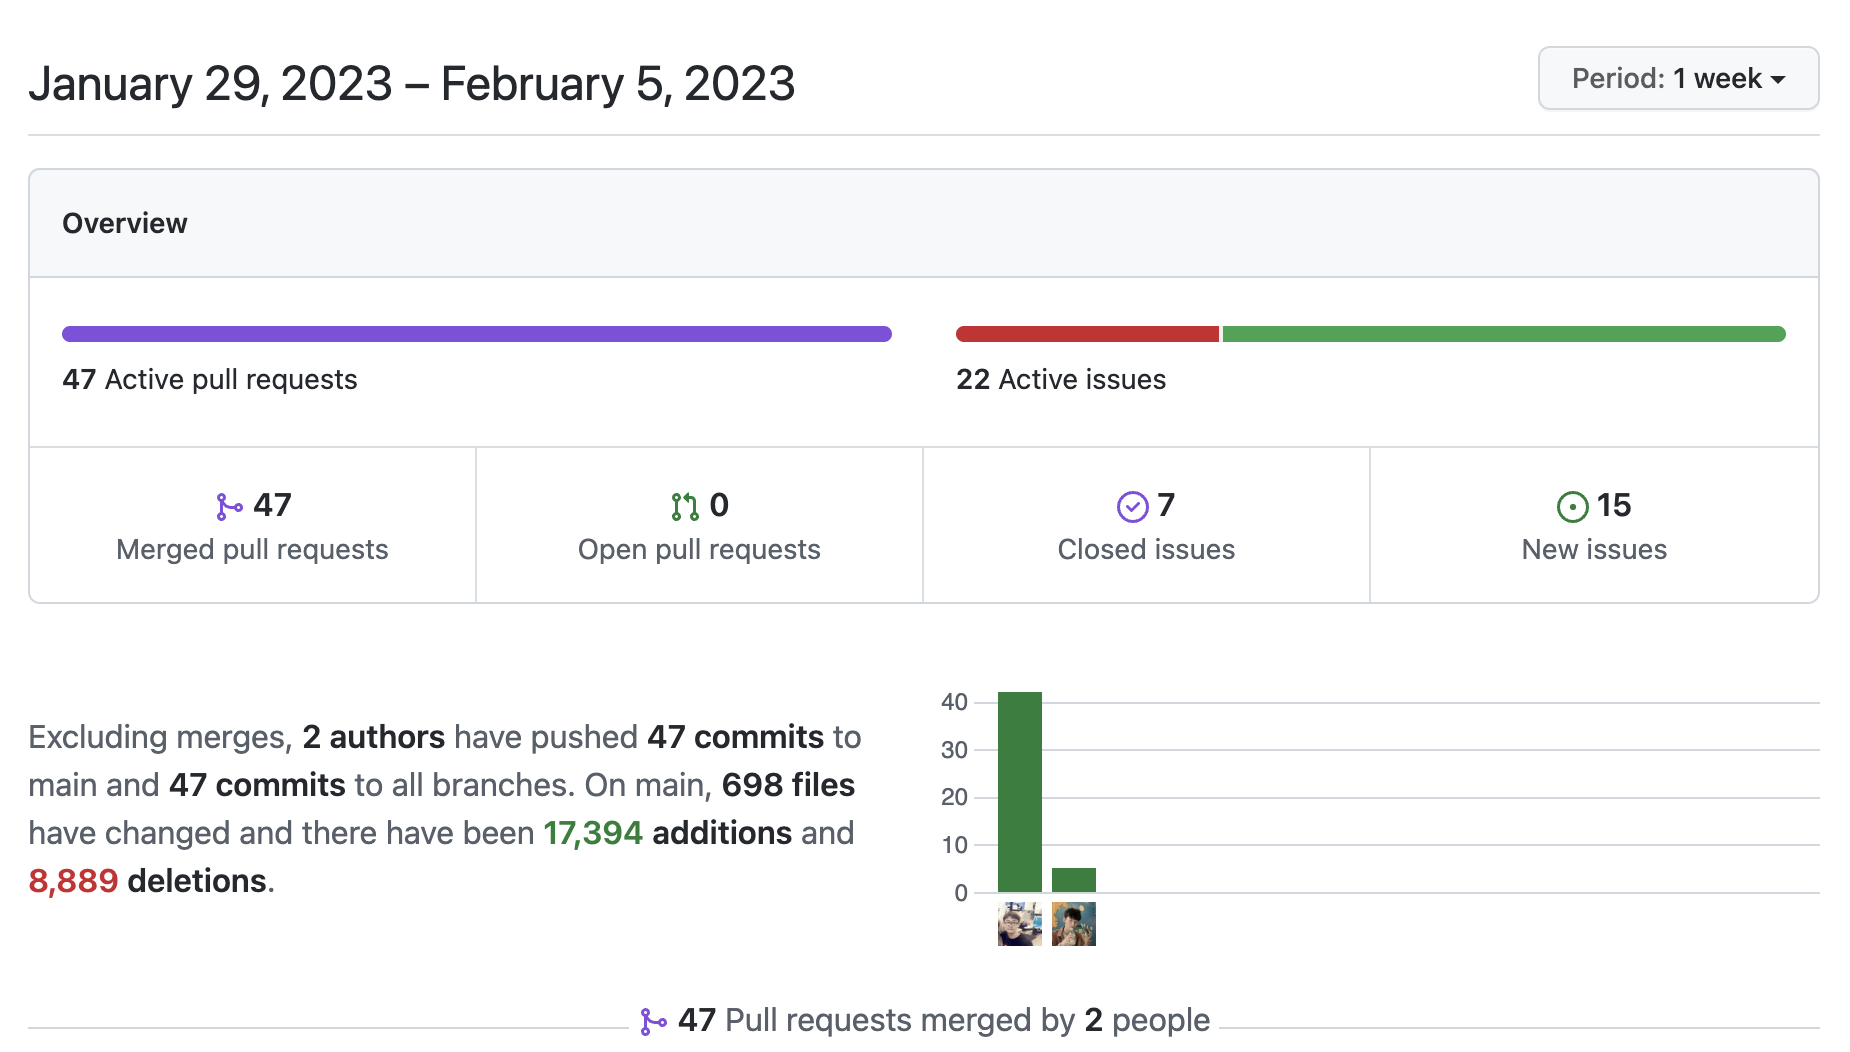 January 29, 2023 – February 5, 2023
Period: 1 week
Overview
47 Active pull requests
22 Active issues
47
Merged pull requests
0
Open pull requests
7
Closed issues
15
New issues
Excluding merges, 2 authors have pushed 47 commits to
main and 47 commits to all branches. On main, 698 files
have changed and there have been 17,394 additions and
8,889 deletions.
40
30
20
10
0
47 Pull requests merged by 2 people